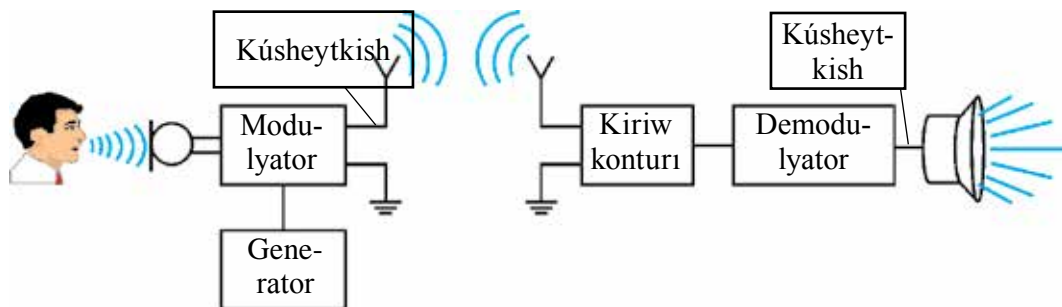 Kúsheytkish
Modu-
lyator
Gene-
rator
Kiriw
konturı
Demodu-
lyator
Kúsheyt-
kish